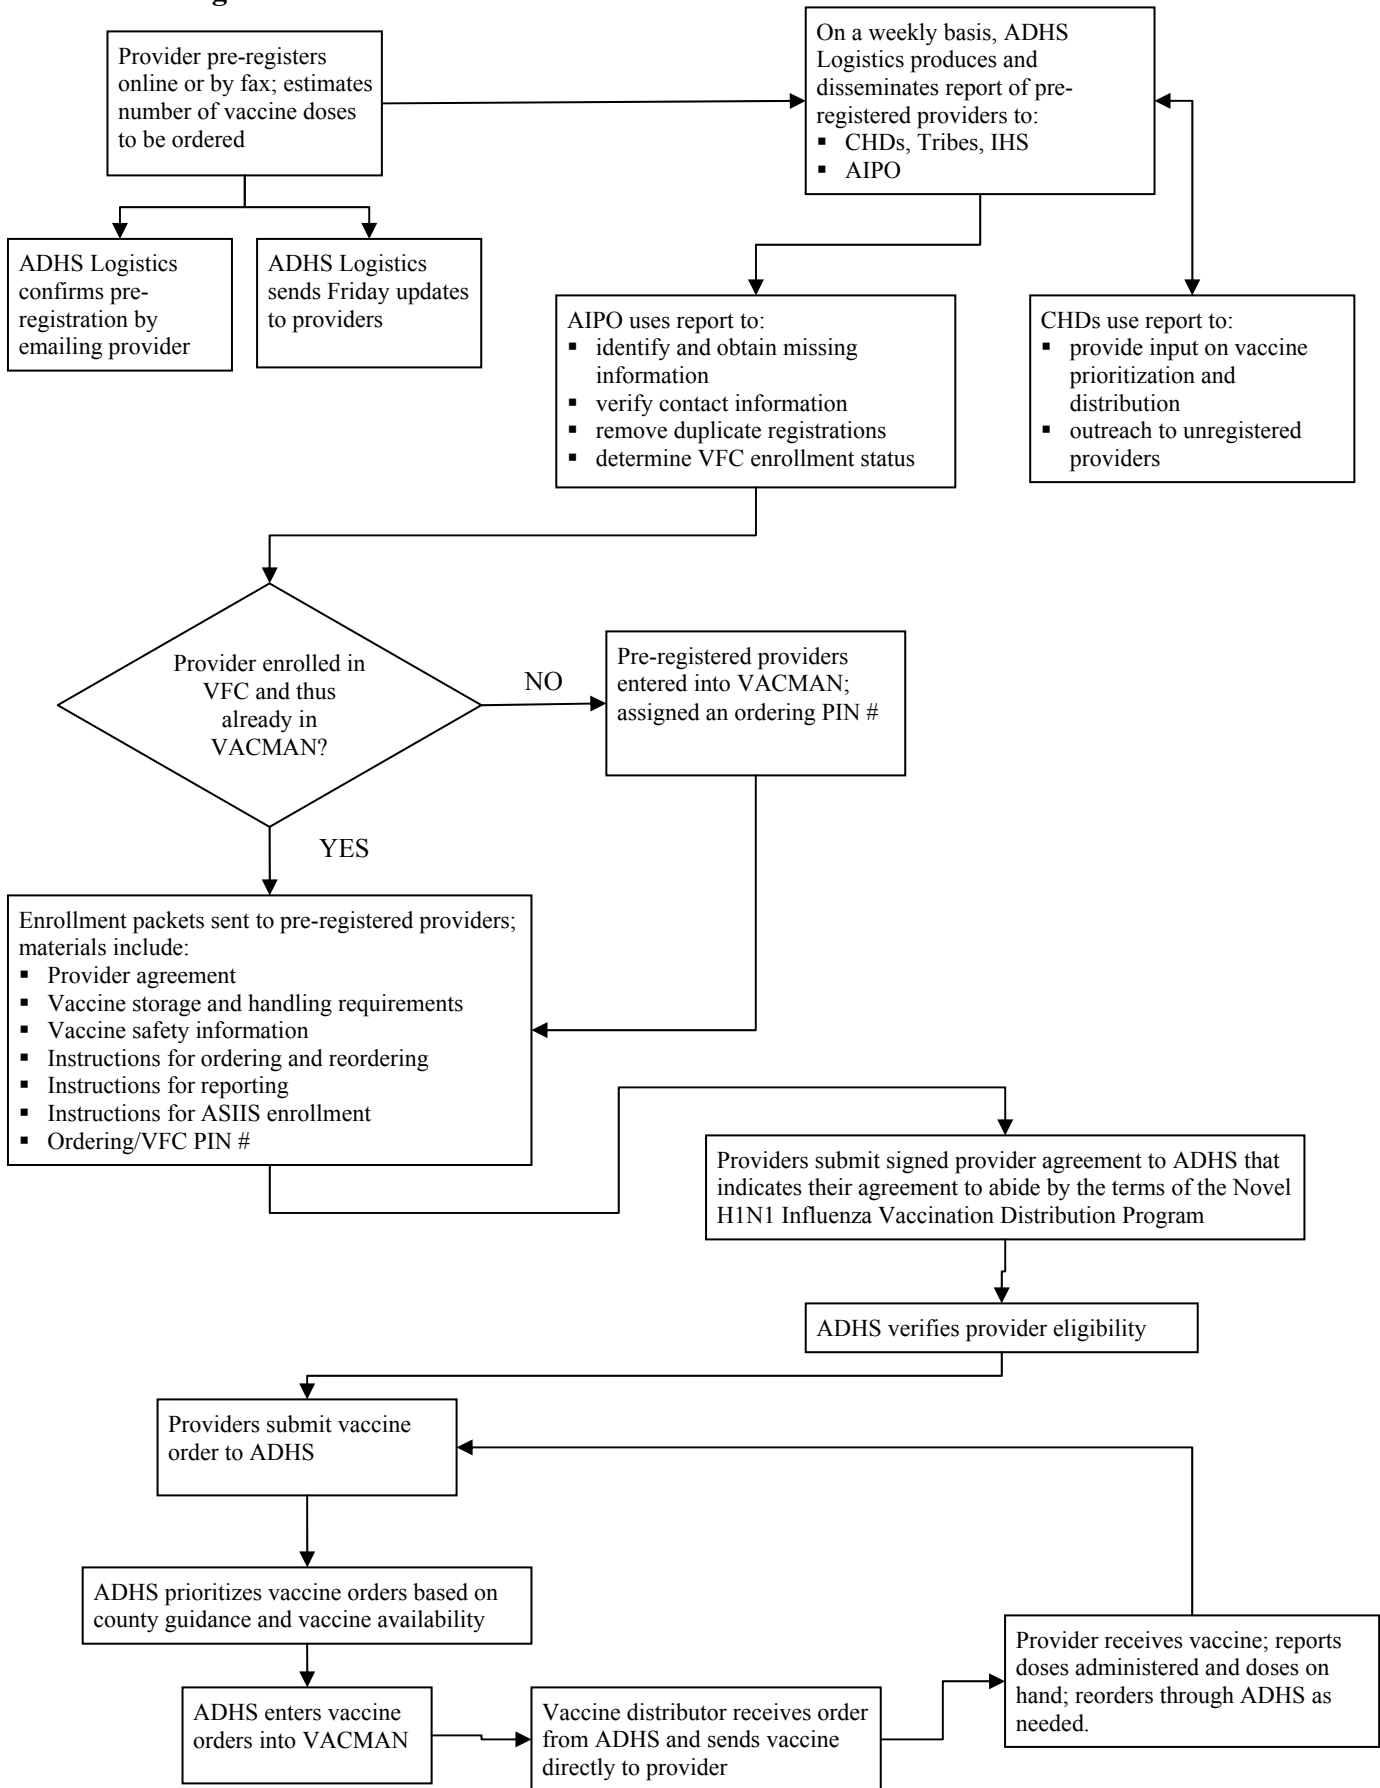 Provider pre-registers
online or by fax; estimates
number of vaccine doses
to be ordered
On a weekly basis, ADHS
Logistics produces and
disseminates report of pre-
registered providers to:
▪ CHDs, Tribes, IHS
▪ AIPO
ADHS Logistics
confirms pre-
registration by
emailing provider
ADHS Logistics
sends Friday updates
to providers
AIPO uses report to:
▪ identify and obtain missing
information
▪ verify contact information
▪ remove duplicate registrations
▪ determine VFC enrollment status
CHDs use report to:
▪ provide input on vaccine
prioritization and
distribution
▪ outreach to unregistered
providers
Provider enrolled in
VFC and thus
already in
VACMAN?
NO
Pre-registered providers
entered into VACMAN;
assigned an ordering PIN #
YES
Enrollment packets sent to pre-registered providers;
materials include:
▪ Provider agreement
▪ Vaccine storage and handling requirements
▪ Vaccine safety information
▪ Instructions for ordering and reordering
▪ Instructions for reporting
▪ Instructions for ASIIS enrollment
▪ Ordering/VFC PIN #
Providers submit signed provider agreement to ADHS that
indicates their agreement to abide by the terms of the Novel
H1N1 Influenza Vaccination Distribution Program
ADHS verifies provider eligibility
Providers submit vaccine
order to ADHS
ADHS prioritizes vaccine orders based on
county guidance and vaccine availability
ADHS enters vaccine
orders into VACMAN
Vaccine distributor receives order
from ADHS and sends vaccine
directly to provider
Provider receives vaccine; reports
doses administered and doses on
hand; reorders through ADHS as
needed.